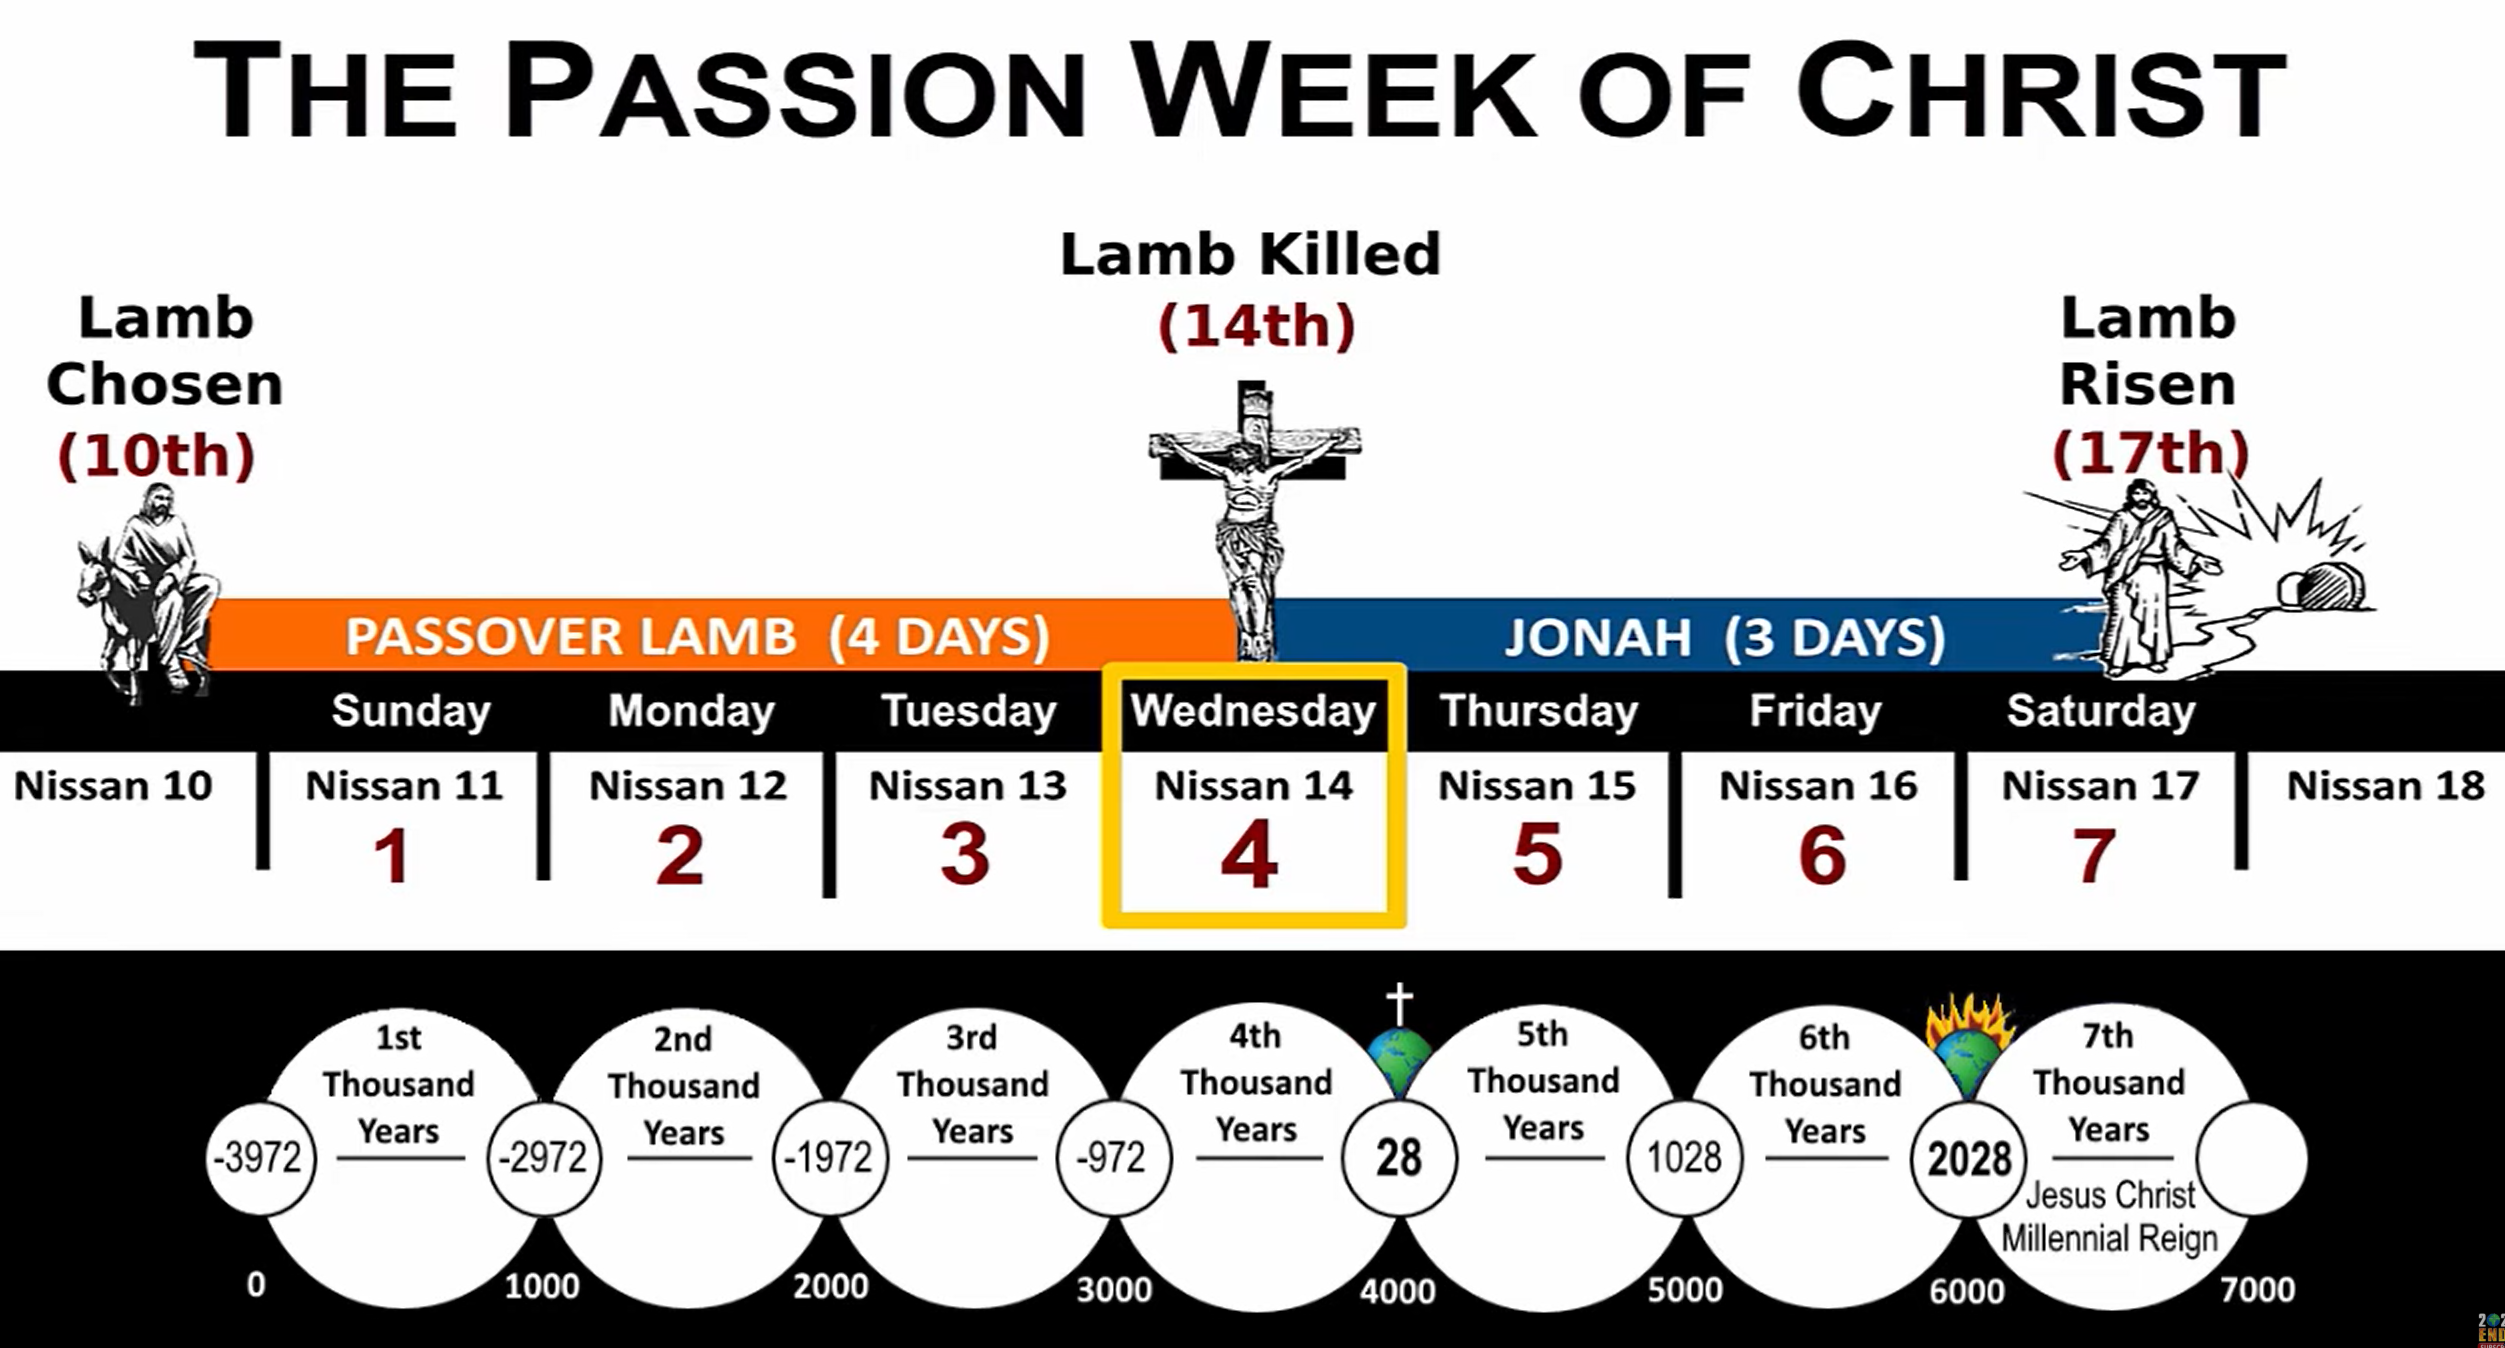 THE PASSION WEEK OF CHRIST
Lamb Killed
(14th)
Lamb
Chosen
(10th)
Lamb
Risen
(17th)
PASSOVER LAMB (4 DAYS)
JONAH (3 DAYS)
Sunday Monday Tuesday Wednesday Thursday Friday Saturday
Nissan 10 Nissan 11 Nissan 12 Nissan 13 Nissan 14 Nissan 15 Nissan 16 Nissan 17 Nissan 18
1 2 3 4 5 6 7
1st
Thousand
Years
2nd
Thousand
Years
3rd
Thousand
Years
4th
Thousand
Years
5th
Thousand
Years
6th
Thousand
Years
7th
Thousand
Years
Jesus Christ
Millennial Reign
-3972 -2972 -1972 -972 28 1028 2028
0 1000 2000 3000 4000 5000 6000 7000